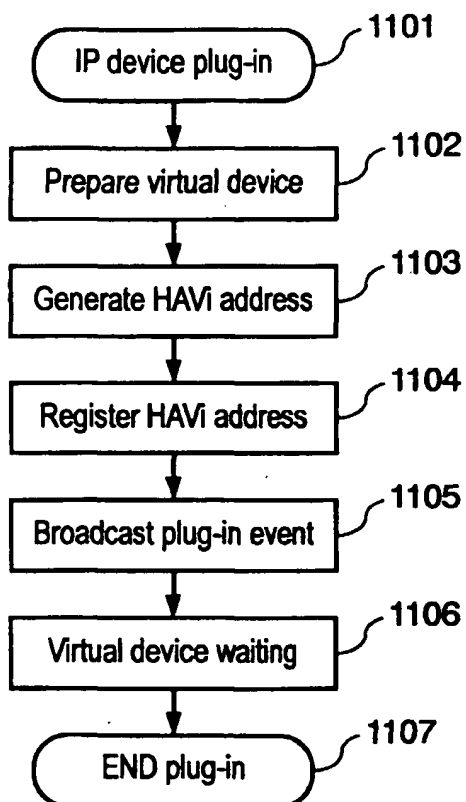 1101
IP device plug-in
1102
Prepare virtual device
1103
Generate HAVi address
1104
Register HAVi address
1105
Broadcast plug-in event
1106
Virtual device waiting
1107
END plug-in